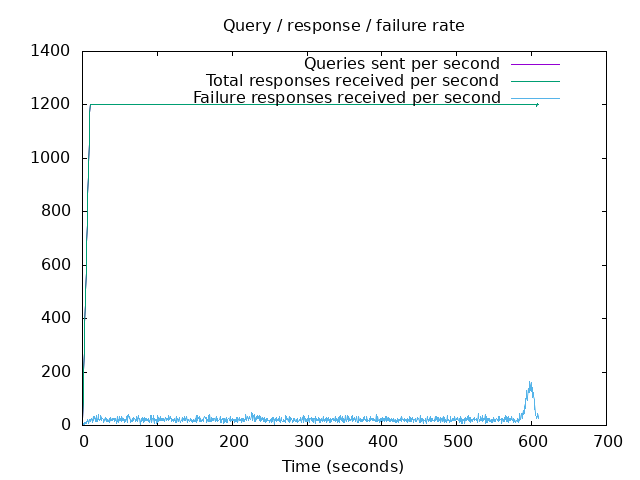 Query / response / failure rate
1400
1200
1000
800
600
400
200
0
Queries sent per second
Total responses received per second
Failure responses received per second
0 100 200 300 400 500 600 700
Time (seconds)